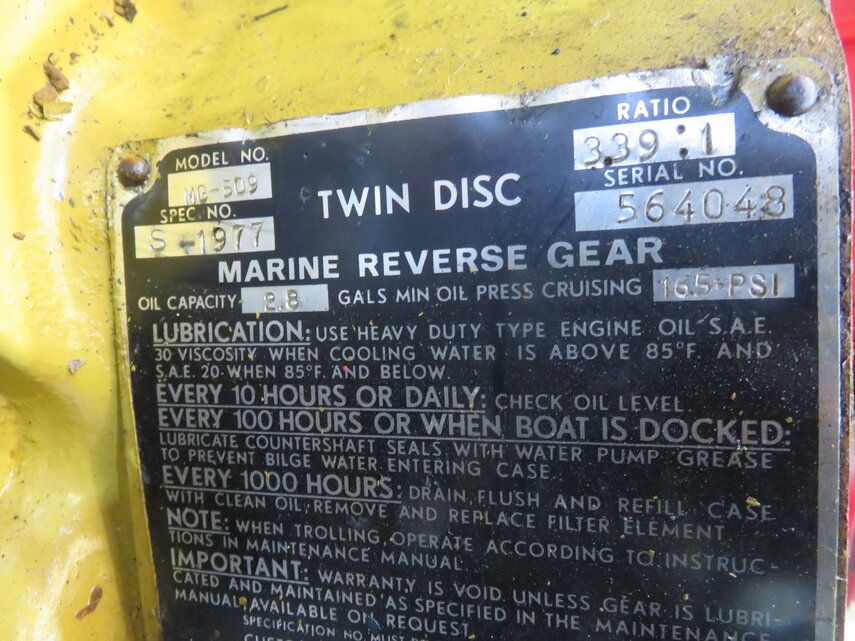 MODEL NO.
MG-509
SPEC. NO.
S-1977
TWIN DISC
RATIO
3.39:1
SERIAL NO.
564048
MARINE REVERSE GEAR
OIL CAPACITY 2.8 GALS MIN OIL PRESS CRUISING 165-PSI
LUBRICATION: USE HEAVY DUTY TYPE ENGINE OIL S.A.E.
30 VISCOSITY WHEN COOLING WATER IS ABOVE 85°F. AND
S.A.E. 20 WHEN 85°F. AND BELOW.
EVERY 10 HOURS OR DAILY: CHECK OIL LEVEL
EVERY 100 HOURS OR WHEN BOAT IS DOCKED:
LUBRICATE COUNTERSHAFT SEALS WITH WATER PUMP GREASE
TO PREVENT BILGE WATER ENTERING CASE
EVERY 1000 HOURS: DRAIN, FLUSH AND REFILL CASE
WITH CLEAN OIL, REMOVE AND REPLACE FILTER ELEMENT.
NOTE: WHEN TROLLING, OPERATE ACCORDING TO INSTRUC-
TIONS IN MAINTENANCE MANUAL.
IMPORTANT: WARRANTY IS VOID UNLESS GEAR IS LUBRI-
CATED AND MAINTAINED AS SPECIFIED IN THE MAINTENANCE
MANUAL AVAILABLE ON REQUEST
SPECIFICATION NO. MUST